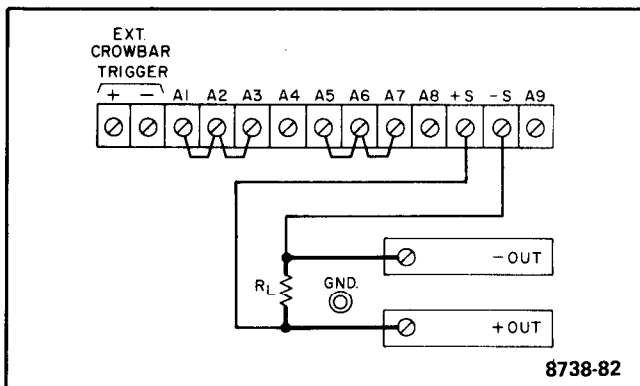 EXT.
CROWBAR
TRIGGER
+ - A1 A2 A3 A4 A5 A6 A7 A8 +S -S A9
-OUT
RL
GND.
+OUT
8738-82